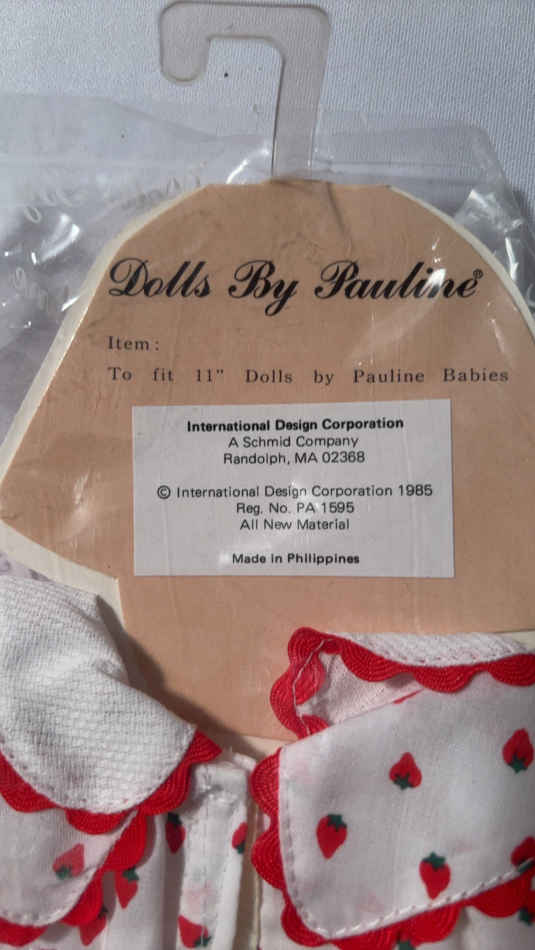 Dolls By Pauline®
Item:
To fit 11" Dolls by Pauline Babies
International Design Corporation
A Schmid Company
Randolph, MA 02368
© International Design Corporation 1985
Reg. No. PA 1595
All New Material
Made in Philippines